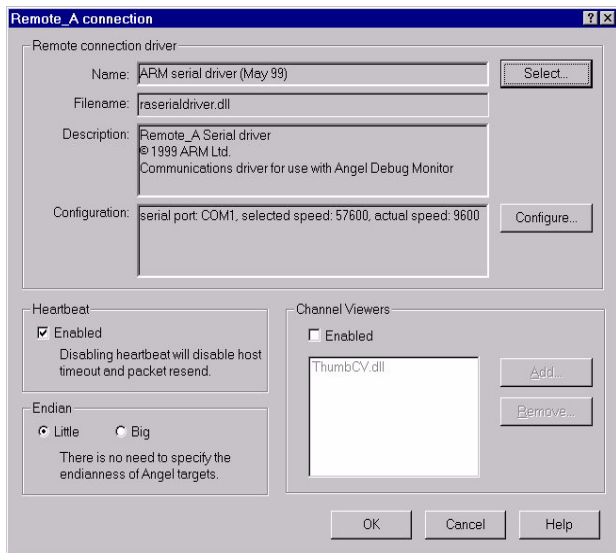 Remote_A connection
Remote connection driver
Name: ARM serial driver (May 99) Select...
Filename: raserialdriver.dll
Description: Remote_A Serial driver
© 1999 ARM Ltd.
Communications driver for use with Angel Debug Monitor
Configuration: serial port: COM1, selected speed: 57600, actual speed: 9600 Configure...
Heartbeat
Enabled
Disabling heartbeat will disable host
timeout and packet resend.
Endian
Little Big
There is no need to specify the
endianness of Angel targets.
Channel Viewers
Enabled
ThumbCV.dll
Add...
Remove...
OK Cancel Help